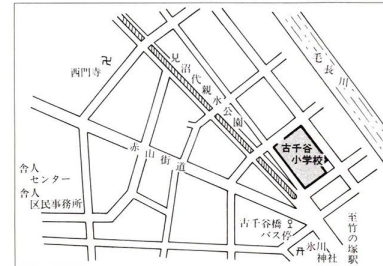 毛長川
見沼代親水公園
西門寺
古千谷
小学校
赤山街道
舎人
センター
舎人
区民事務所
古千谷橋
バス停
至竹の塚駅
氷川
神社